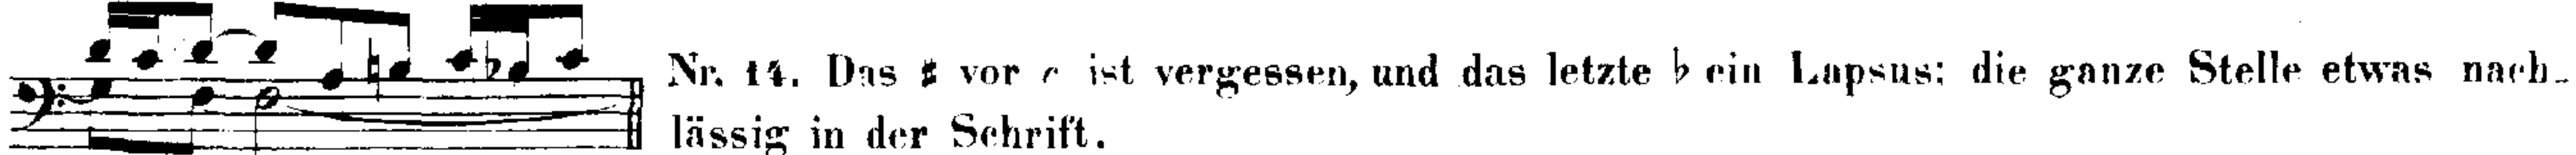 Nr. 14. Das ♯ vor c ist vergessen, und das letzte ♭ ein Lapsus: die ganze Stelle etwas nach-
lässig in der Schrift.